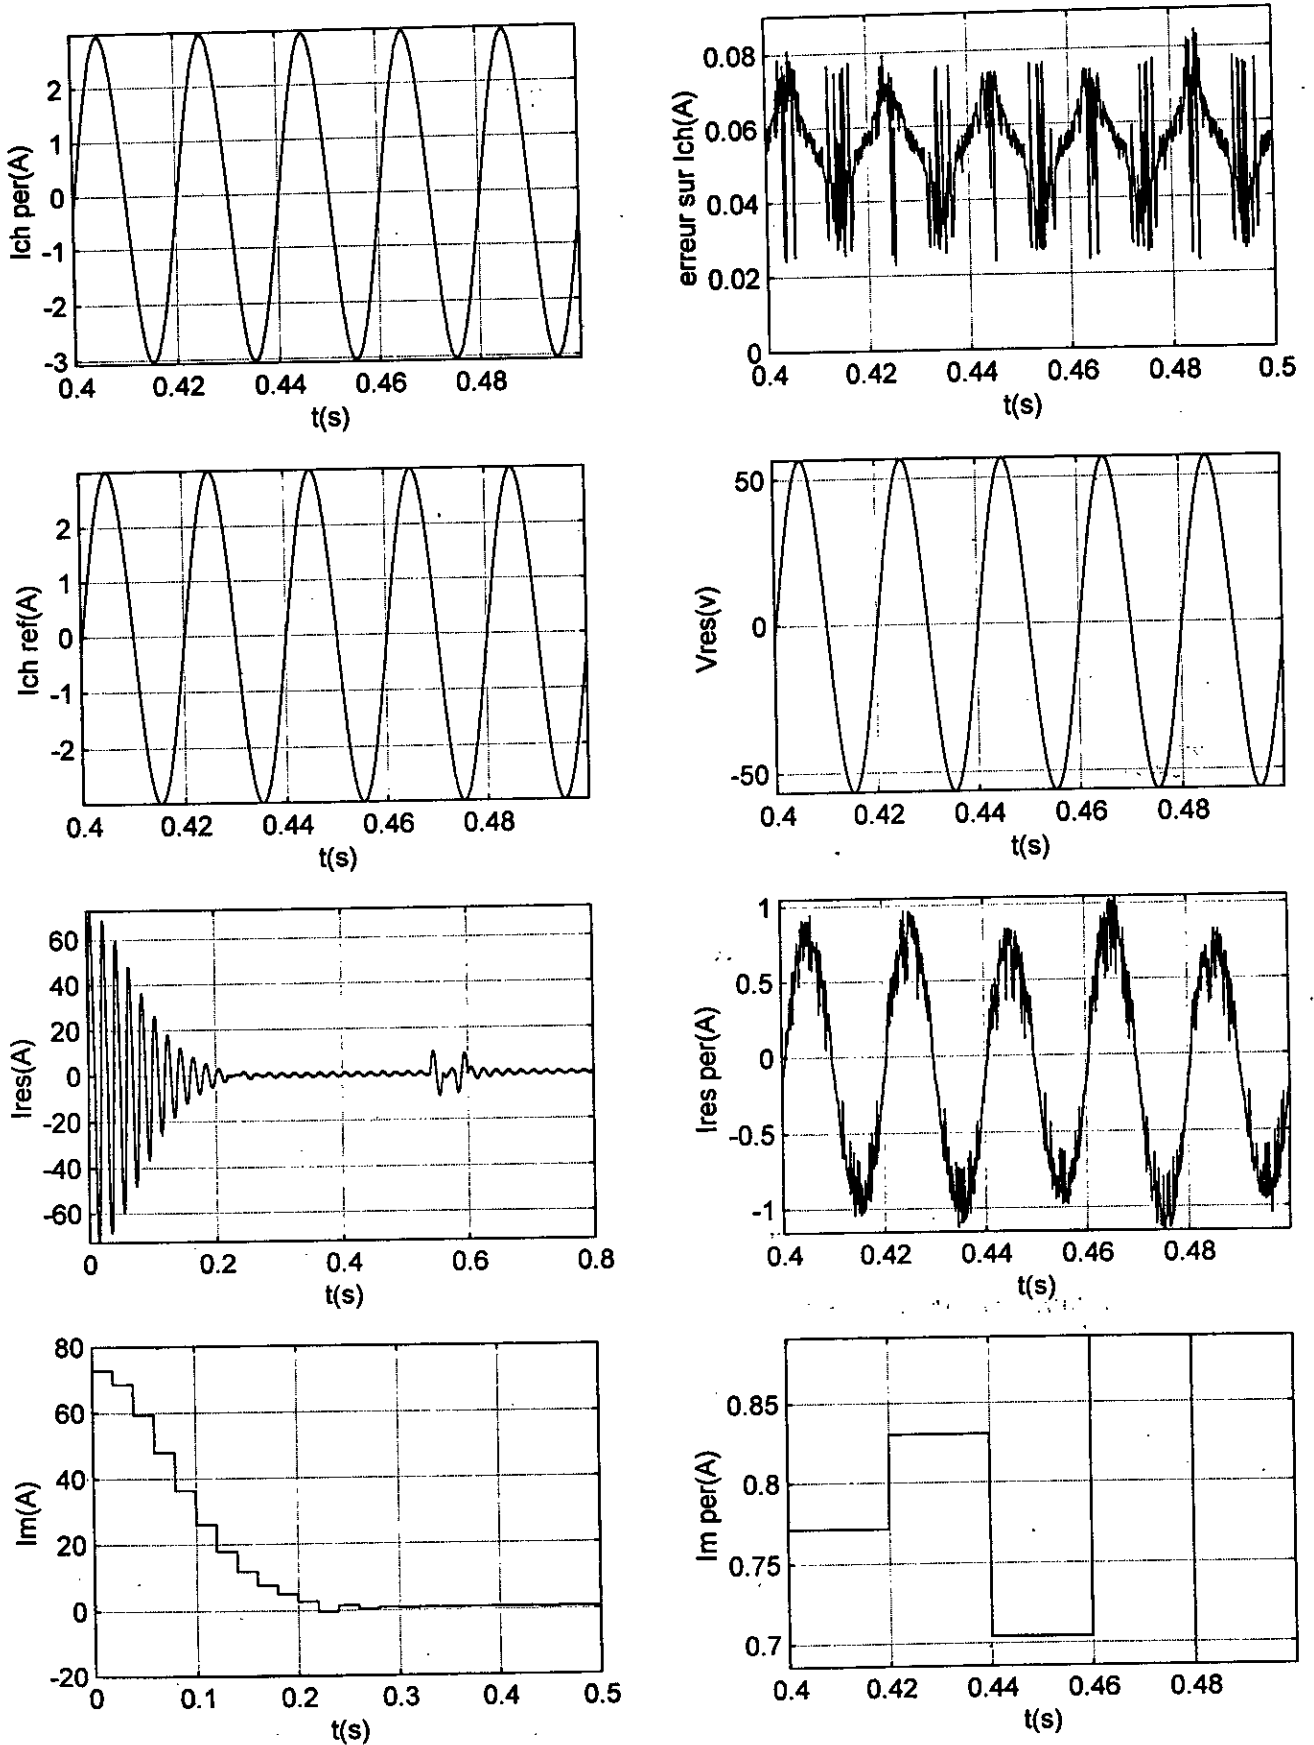 Ich per(A)
2
1
0
-1
-2
-3
0.4 0.42 0.44 0.46 0.48
t(s)
erreur sur Ich(A)
0.08
0.06
0.04
0.02
0
0.4 0.42 0.44 0.46 0.48 0.5
t(s)
Ich ref(A)
2
1
0
-1
-2
0.4 0.42 0.44 0.46 0.48
t(s)
Vres(v)
50
0
-50
0.4 0.42 0.44 0.46 0.48
t(s)
Ires(A)
60
40
20
0
-20
-40
-60
0 0.2 0.4 0.6 0.8
t(s)
Ires per(A)
1
0.5
0
-0.5
-1
0.4 0.42 0.44 0.46 0.48
t(s)
Im(A)
80
60
40
20
0
-20
0 0.1 0.2 0.3 0.4 0.5
t(s)
Im per(A)
0.85
0.8
0.75
0.7
0.4 0.42 0.44 0.46 0.48
t(s)